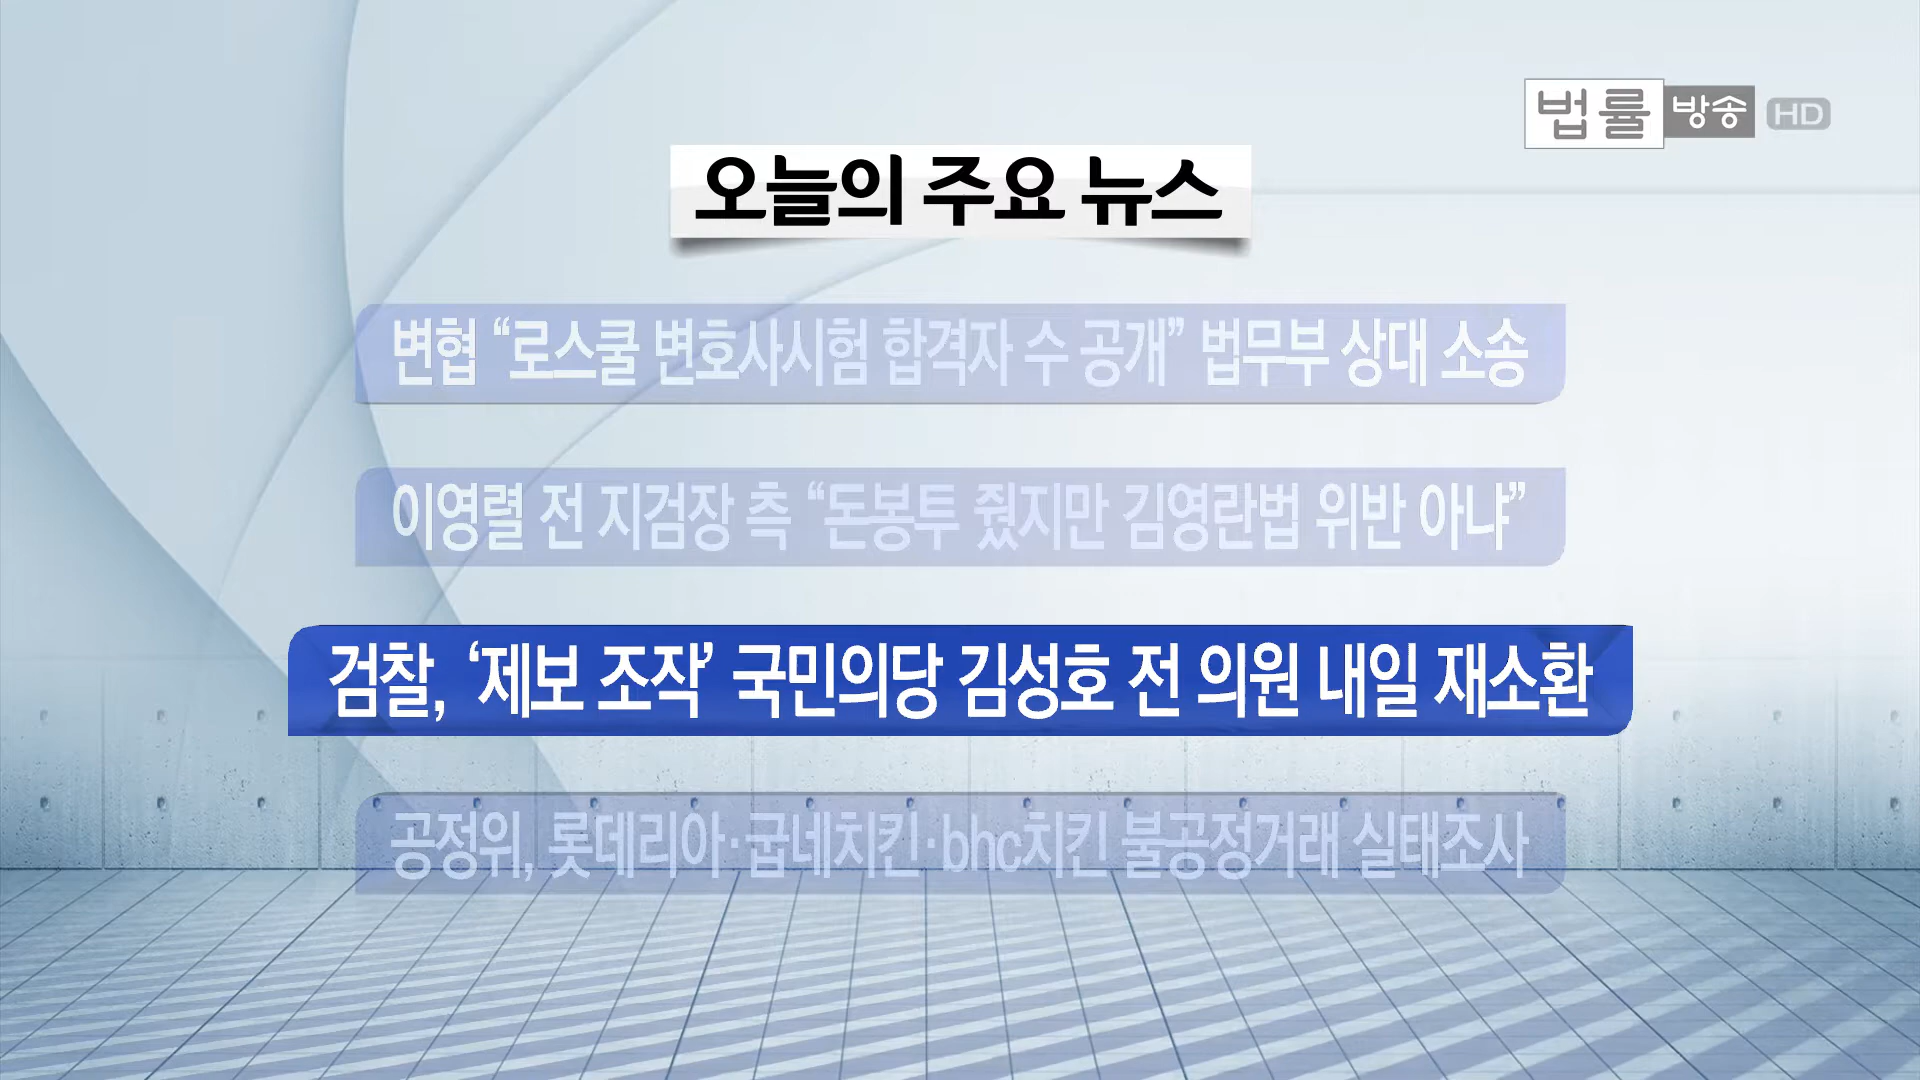 법률방송 HD
오늘의 주요 뉴스
변협 “로스쿨 변호사시험 합격자 수 공개” 법무부 상대 소송
이영렬 전 지검장 측 “돈봉투 줬지만 김영란법 위반 아냐”
검찰, ‘제보 조작’ 국민의당 김성호 전 의원 내일 재소환
공정위, 롯데리아·굽네치킨·bhc치킨 불공정거래 실태조사